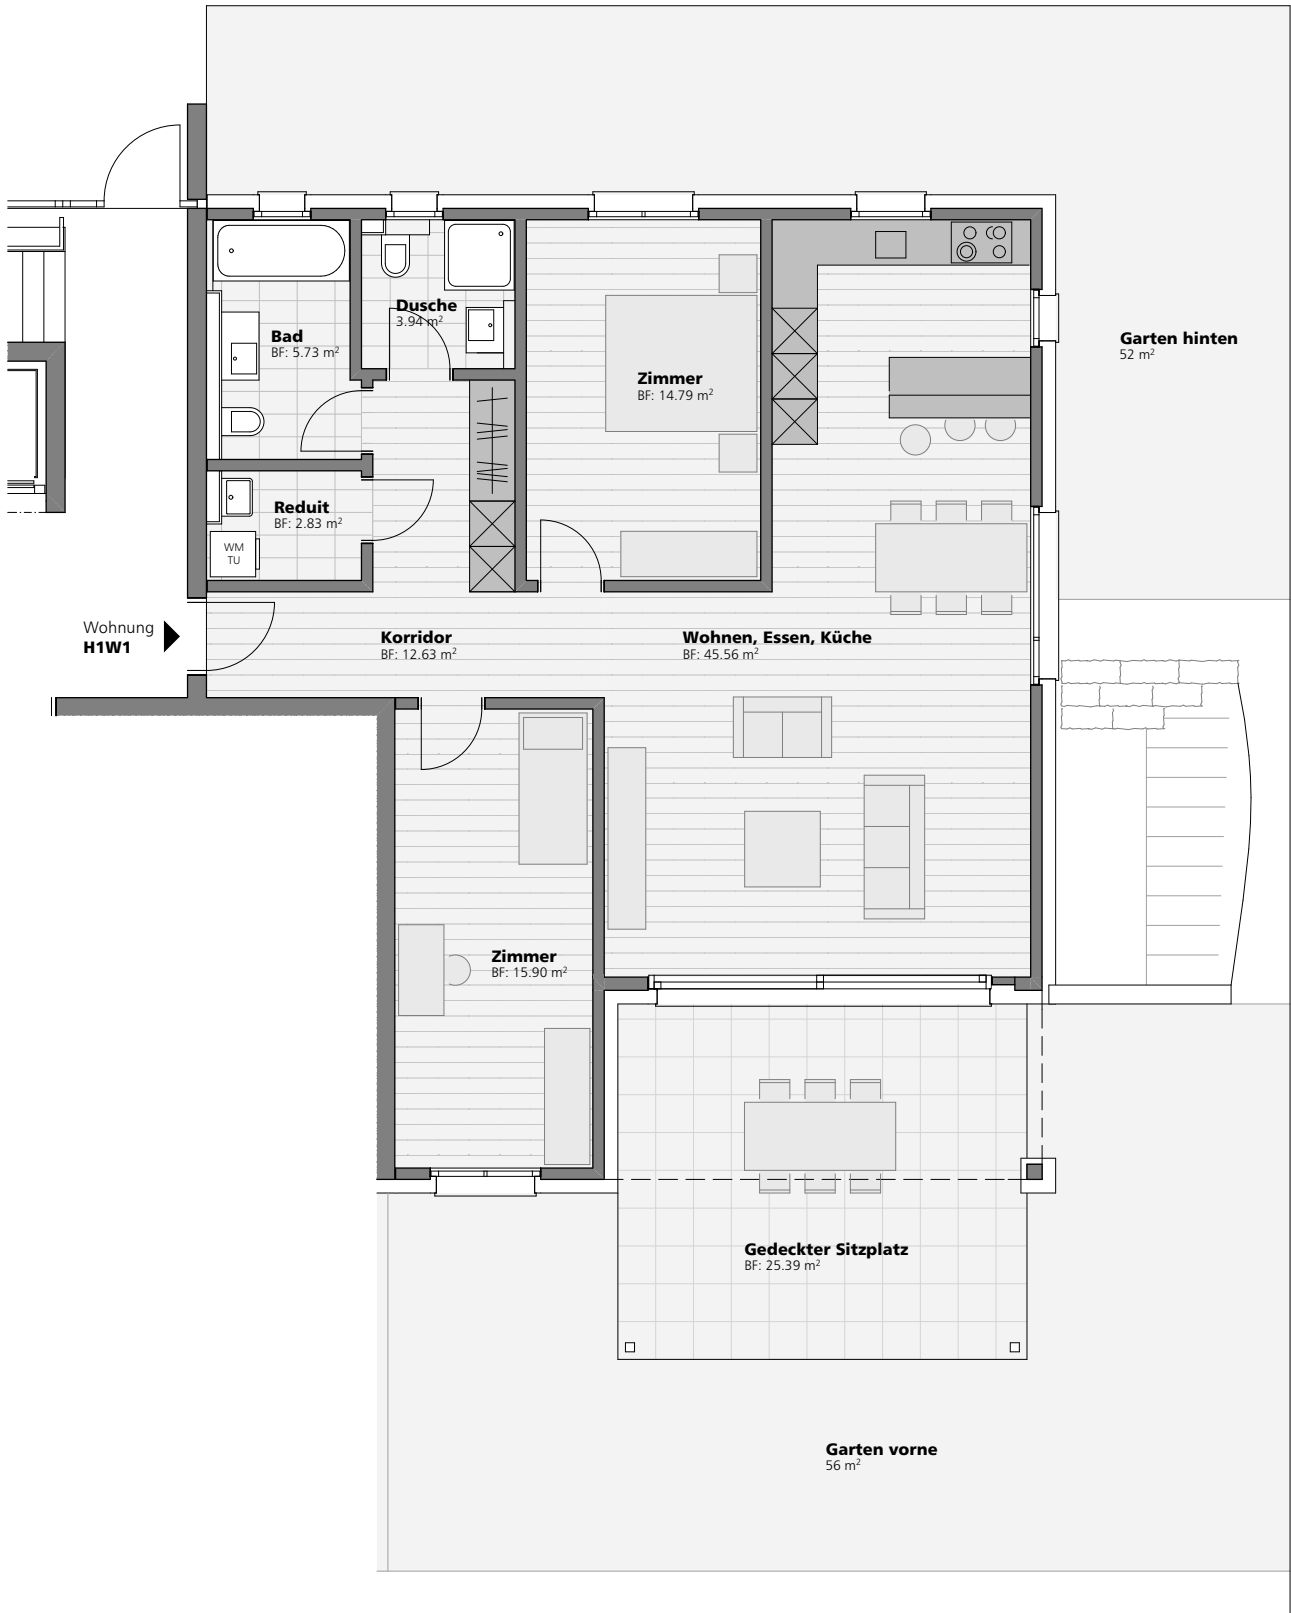 Dusche
3.94 m²
Bad
BF: 5.73 m²
Garten hinten
52 m²
Zimmer
BF: 14.79 m²
Reduit
BF: 2.83 m²
WM
TU
Wohnung
H1W1
Korridor
BF: 12.63 m²
Wohnen, Essen, Küche
BF: 45.56 m²
Zimmer
BF: 15.90 m²
Gedeckter Sitzplatz
BF: 25.39 m²
Garten vorne
56 m²